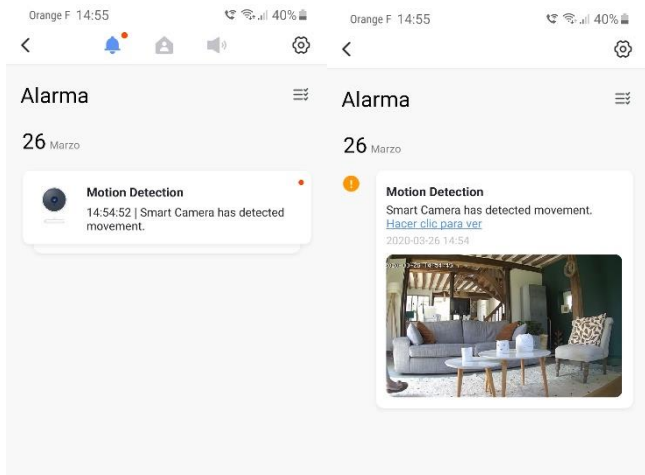 Orange F 14:55
40%
Alarma
26 Marzo
Motion Detection
14:54:52 | Smart Camera has detected
movement.
Orange F 14:55
40%
Alarma
26 Marzo
Motion Detection
Smart Camera has detected movement.
Hacer clic para ver
2020-03-26 14:54